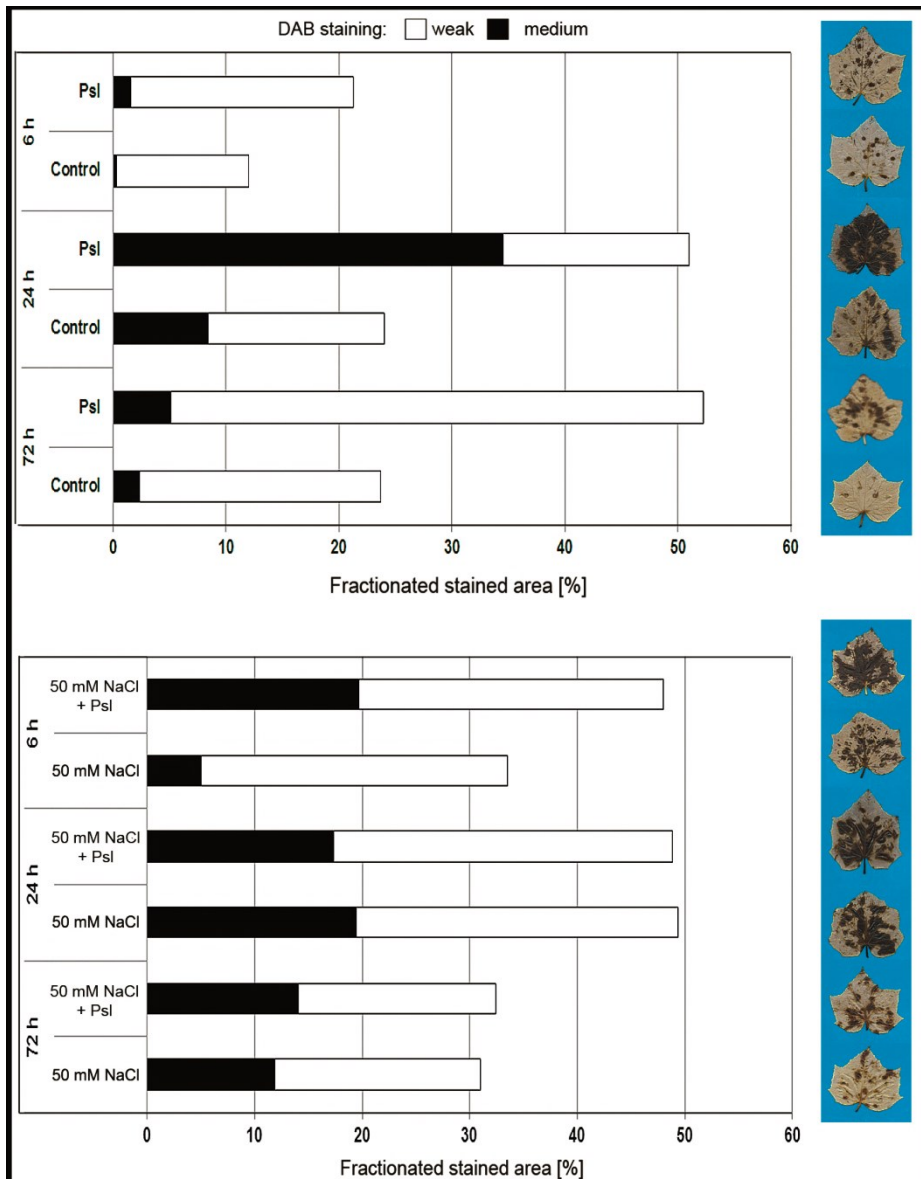 DAB staining: weak medium
6 h
Psl
Control
24 h
Psl
Control
72 h
Psl
Control
0 10 20 30 40 50 60
Fractionated stained area [%]
6 h
50 mM NaCl
+ Psl
50 mM NaCl
24 h
50 mM NaCl
+ Psl
50 mM NaCl
72 h
50 mM NaCl
+ Psl
50 mM NaCl
0 10 20 30 40 50 60
Fractionated stained area [%]